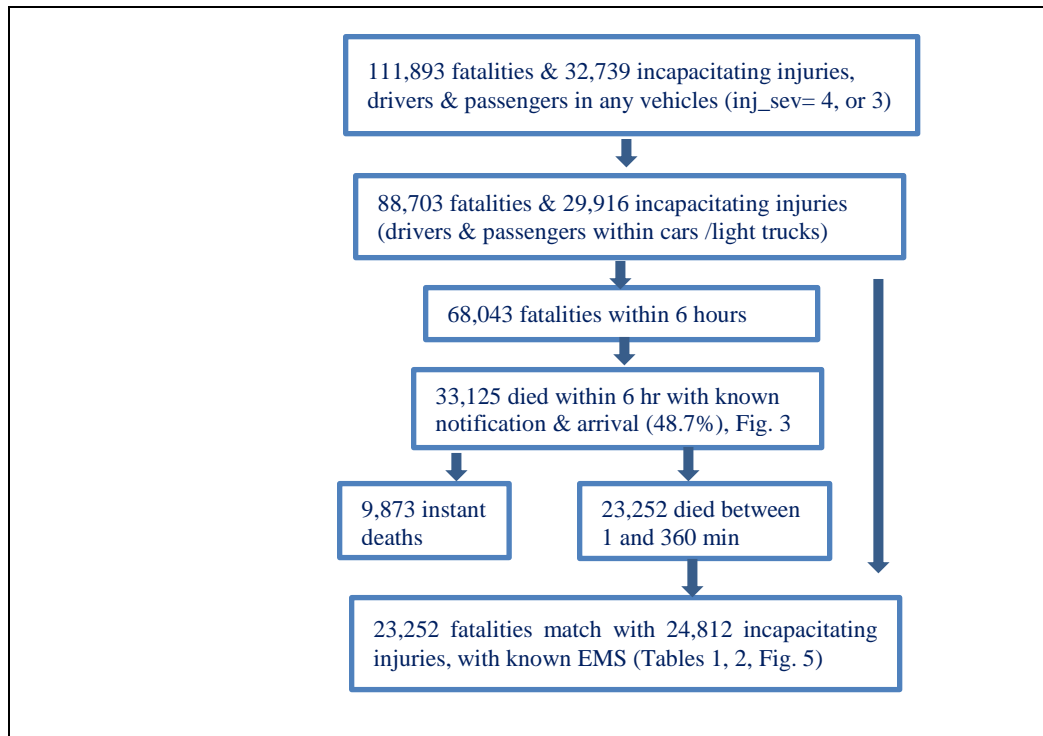 111,893 fatalities & 32,739 incapacitating injuries,
drivers & passengers in any vehicles (inj_sev= 4, or 3)
88,703 fatalities & 29,916 incapacitating injuries
(drivers & passengers within cars /light trucks)
68,043 fatalities within 6 hours
33,125 died within 6 hr with known
notification & arrival (48.7%), Fig. 3
9,873 instant
deaths
23,252 died between
1 and 360 min
23,252 fatalities match with 24,812 incapacitating
injuries, with known EMS (Tables 1, 2, Fig. 5)